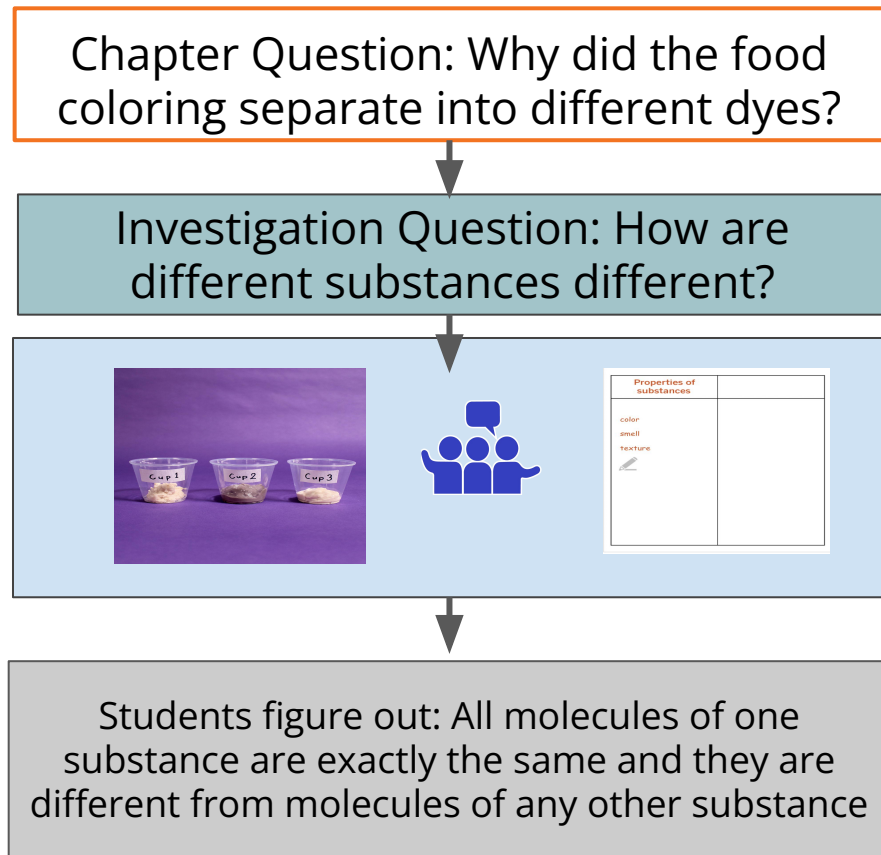 Chapter Question: Why did the food
coloring separate into different dyes?
Investigation Question: How are
different substances different?
Cup 1
Cup 2
Cup 3
Properties of
substances
color
smell
texture
Students figure out: All molecules of one
substance are exactly the same and they are
different from molecules of any other substance